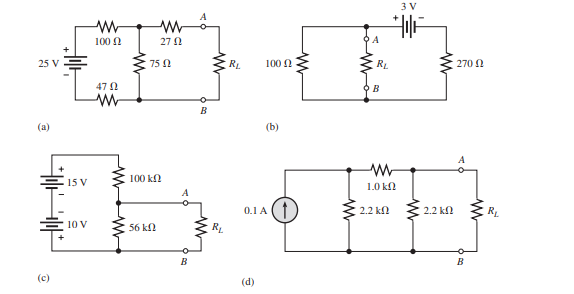 A
100 Ω
27 Ω
+
25 V
−
75 Ω
R_L
47 Ω
B
(a)
3 V
+
−
A
100 Ω
R_L
270 Ω
B
(b)
+
15 V
−
100 kΩ
A
−
10 V
+
56 kΩ
R_L
B
(c)
A
1.0 kΩ
0.1 A
2.2 kΩ
2.2 kΩ
R_L
B
(d)